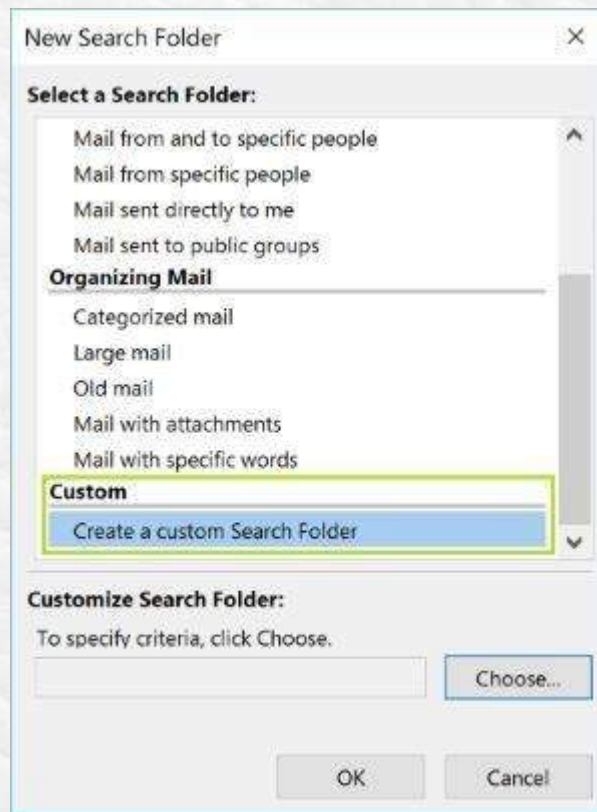 New Search Folder
Select a Search Folder:
Mail from and to specific people
Mail from specific people
Mail sent directly to me
Mail sent to public groups
Organizing Mail
Categorized mail
Large mail
Old mail
Mail with attachments
Mail with specific words
Custom
Create a custom Search Folder
Customize Search Folder:
To specify criteria, click Choose.
Choose...
OK
Cancel